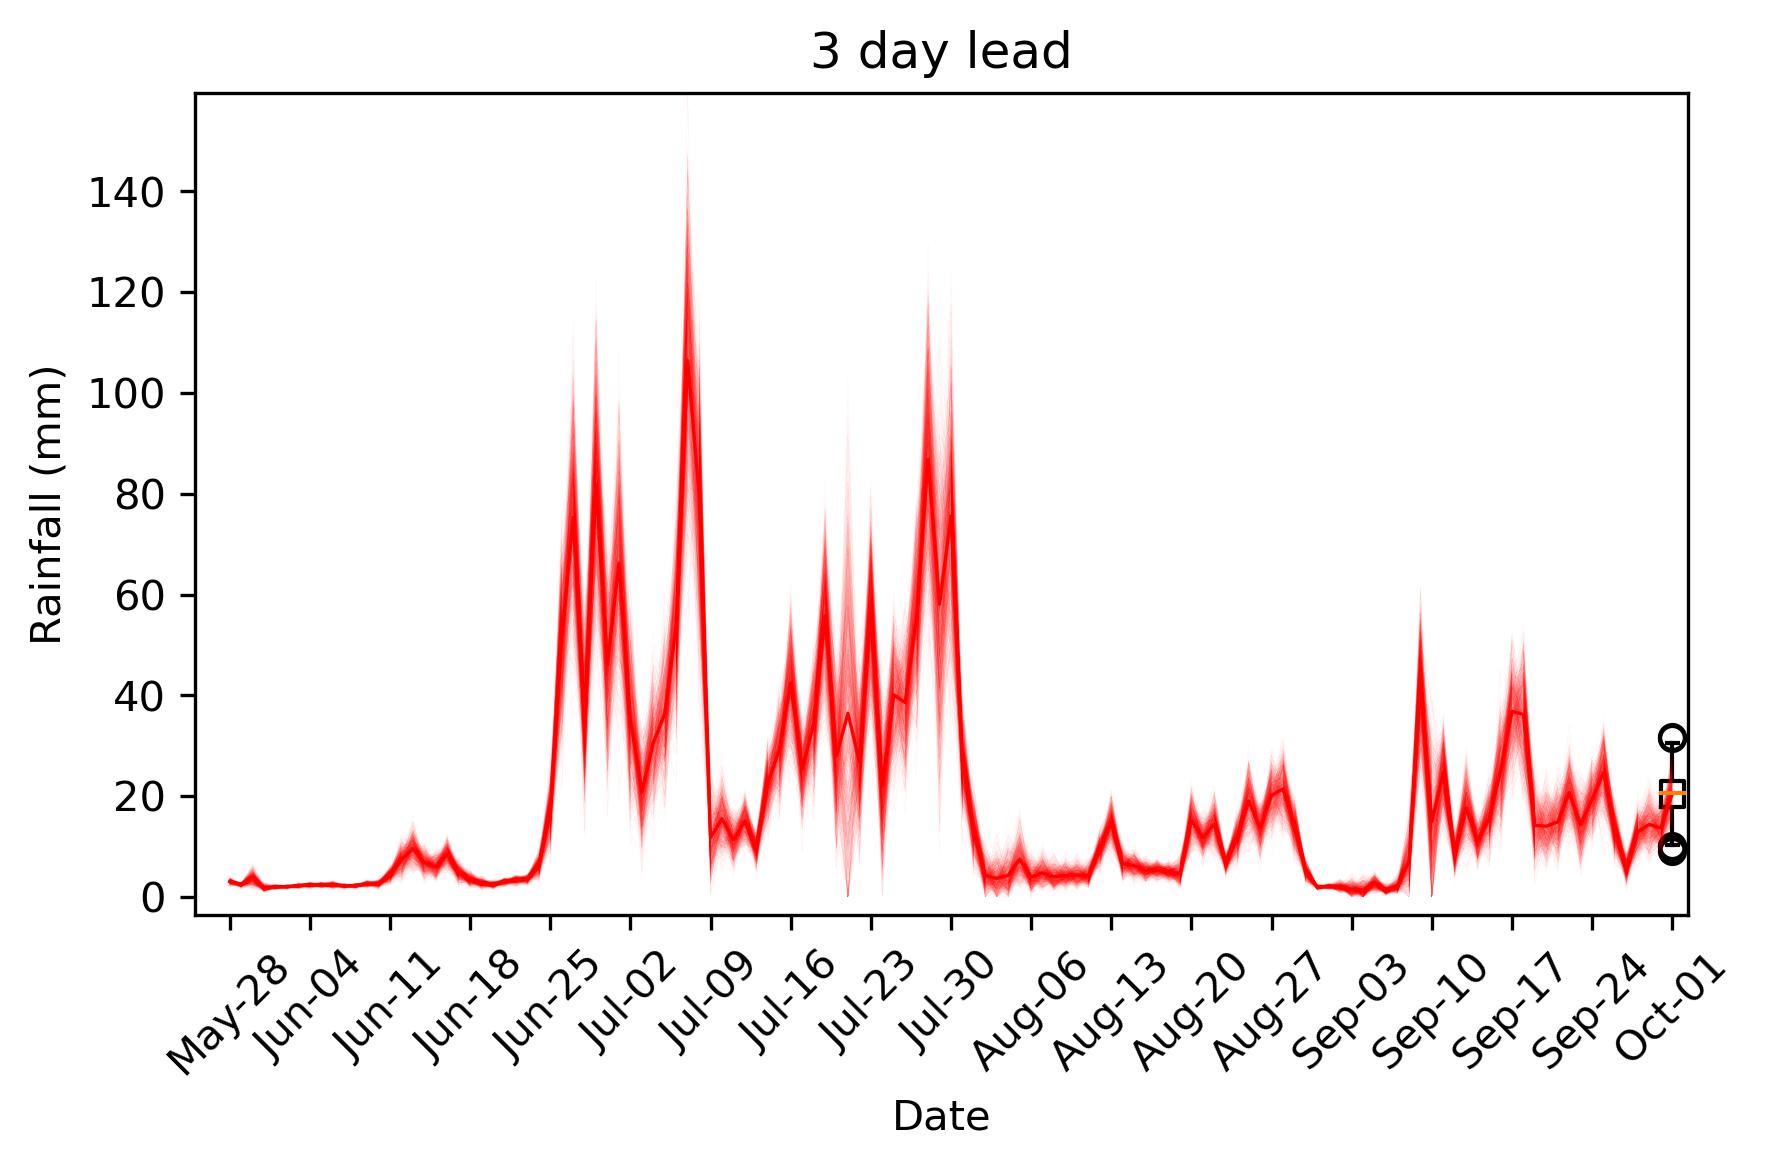 3 day lead
Rainfall (mm)
140
120
100
80
60
40
20
0
May-28
Jun-04
Jun-11
Jun-18
Jun-25
Jul-02
Jul-09
Jul-16
Jul-23
Jul-30
Aug-06
Aug-13
Aug-20
Aug-27
Sep-03
Sep-10
Sep-17
Sep-24
Oct-01
Date